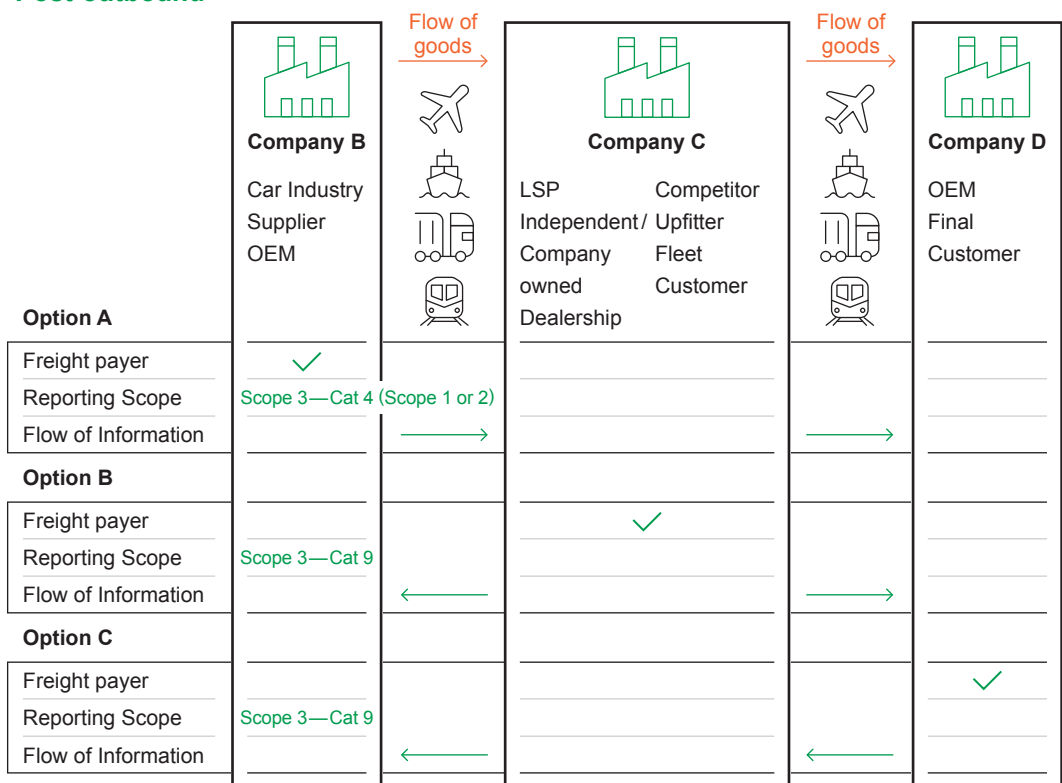 Flow of
goods
Flow of
goods
Company B
Company C
Company D
Car Industry
Supplier
OEM
LSP
Independent/
Company
owned
Dealership
Competitor
Upfitter
Fleet
Customer
OEM
Final
Customer
Option A
Freight payer
Reporting Scope
Scope 3—Cat 4 (Scope 1 or 2)
Flow of Information
Option B
Freight payer
Reporting Scope
Scope 3—Cat 9
Flow of Information
Option C
Freight payer
Reporting Scope
Scope 3—Cat 9
Flow of Information